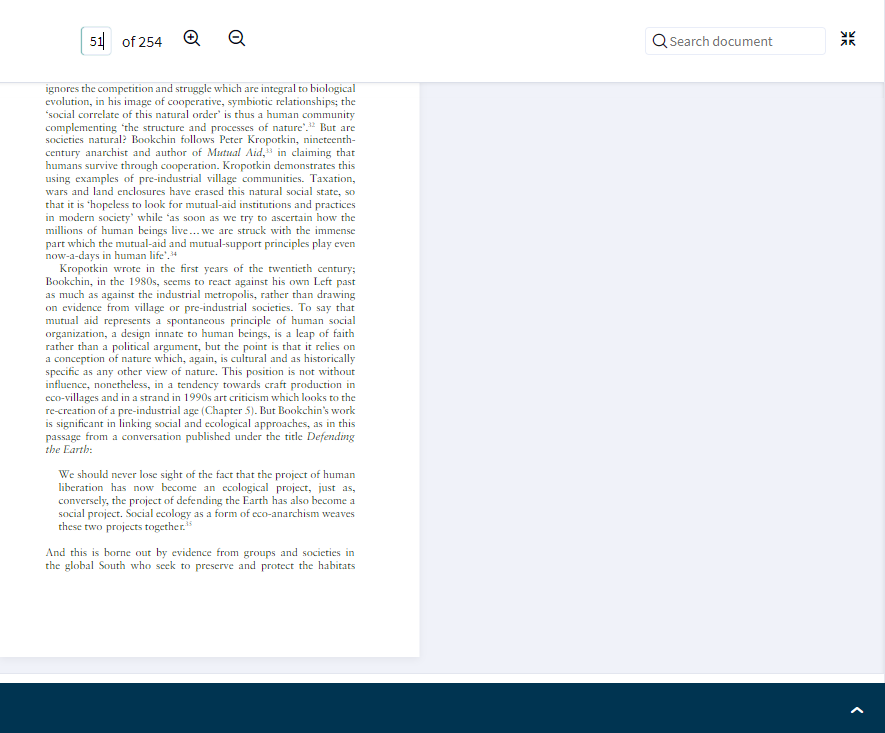 51 of 254
Search document
ignores the competition and struggle which are integral to biological
evolution, in his image of cooperative, symbiotic relationships; the
‘social correlate of this natural order’ is thus a human community
complementing ‘the structure and processes of nature’.32 But are
societies natural? Bookchin follows Peter Kropotkin, nineteenth-
century anarchist and author of Mutual Aid,33 in claiming that
humans survive through cooperation. Kropotkin demonstrates this
using examples of pre-industrial village communities. Taxation,
wars and land enclosures have erased this natural social state, so
that it is ‘hopeless to look for mutual-aid institutions and practices
in modern society’ while ‘as soon as we try to ascertain how the
millions of human beings live…we are struck with the immense
part which the mutual-aid and mutual-support principles play even
now-a-days in human life’.34
Kropotkin wrote in the first years of the twentieth century;
Bookchin, in the 1980s, seems to react against his own Left past
as much as against the industrial metropolis, rather than drawing
on evidence from village or pre-industrial societies. To say that
mutual aid represents a spontaneous principle of human social
organization, a design innate to human beings, is a leap of faith
rather than a political argument, but the point is that it relies on
a conception of nature which, again, is cultural and as historically
specific as any other view of nature. This position is not without
influence, nonetheless, in a tendency towards craft production in
eco-villages and in a strand in 1990s art criticism which looks to the
re-creation of a pre-industrial age (Chapter 5). But Bookchin’s work
is significant in linking social and ecological approaches, as in this
passage from a conversation published under the title Defending
the Earth:
We should never lose sight of the fact that the project of human
liberation has now become an ecological project, just as,
conversely, the project of defending the Earth has also become a
social project. Social ecology as a form of eco-anarchism weaves
these two projects together.35
And this is borne out by evidence from groups and societies in
the global South who seek to preserve and protect the habitats